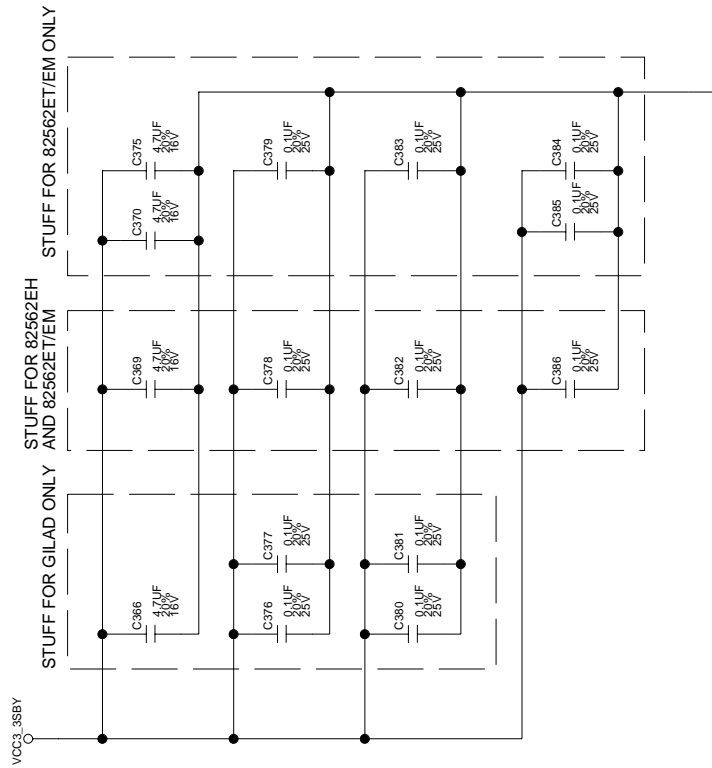 VCC3_3SBY
STUFF FOR GILAD ONLY
C366
4.7UF
20%
16V
C376
0.1UF
20%
25V
C377
0.1UF
20%
25V
C380
0.1UF
20%
25V
C381
0.1UF
20%
25V
STUFF FOR 82562EH
AND 82562ET/EM
C369
4.7UF
20%
16V
C378
0.1UF
20%
25V
C382
0.1UF
20%
25V
C386
0.1UF
20%
25V
STUFF FOR 82562ET/EM ONLY
C370
4.7UF
20%
16V
C375
4.7UF
20%
16V
C379
0.1UF
20%
25V
C383
0.1UF
20%
25V
C385
0.1UF
20%
25V
C384
0.1UF
20%
25V